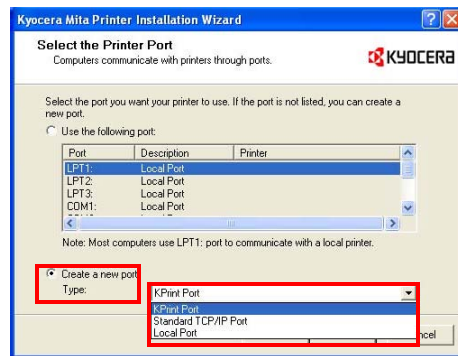 Kyocera Mita Printer Installation Wizard
Select the Printer Port
Computers communicate with printers through ports.
KYOCERA
Select the port you want your printer to use. If the port is not listed, you can create a
new port.
Use the following port:
Port Description Printer
LPT1: Local Port
LPT2: Local Port
LPT3: Local Port
COM1: Local Port
Note: Most computers use LPT1: port to communicate with a local printer.
Create a new port
Type: KPrint Port
KPrint Port
Standard TCP/IP Port
Local Port